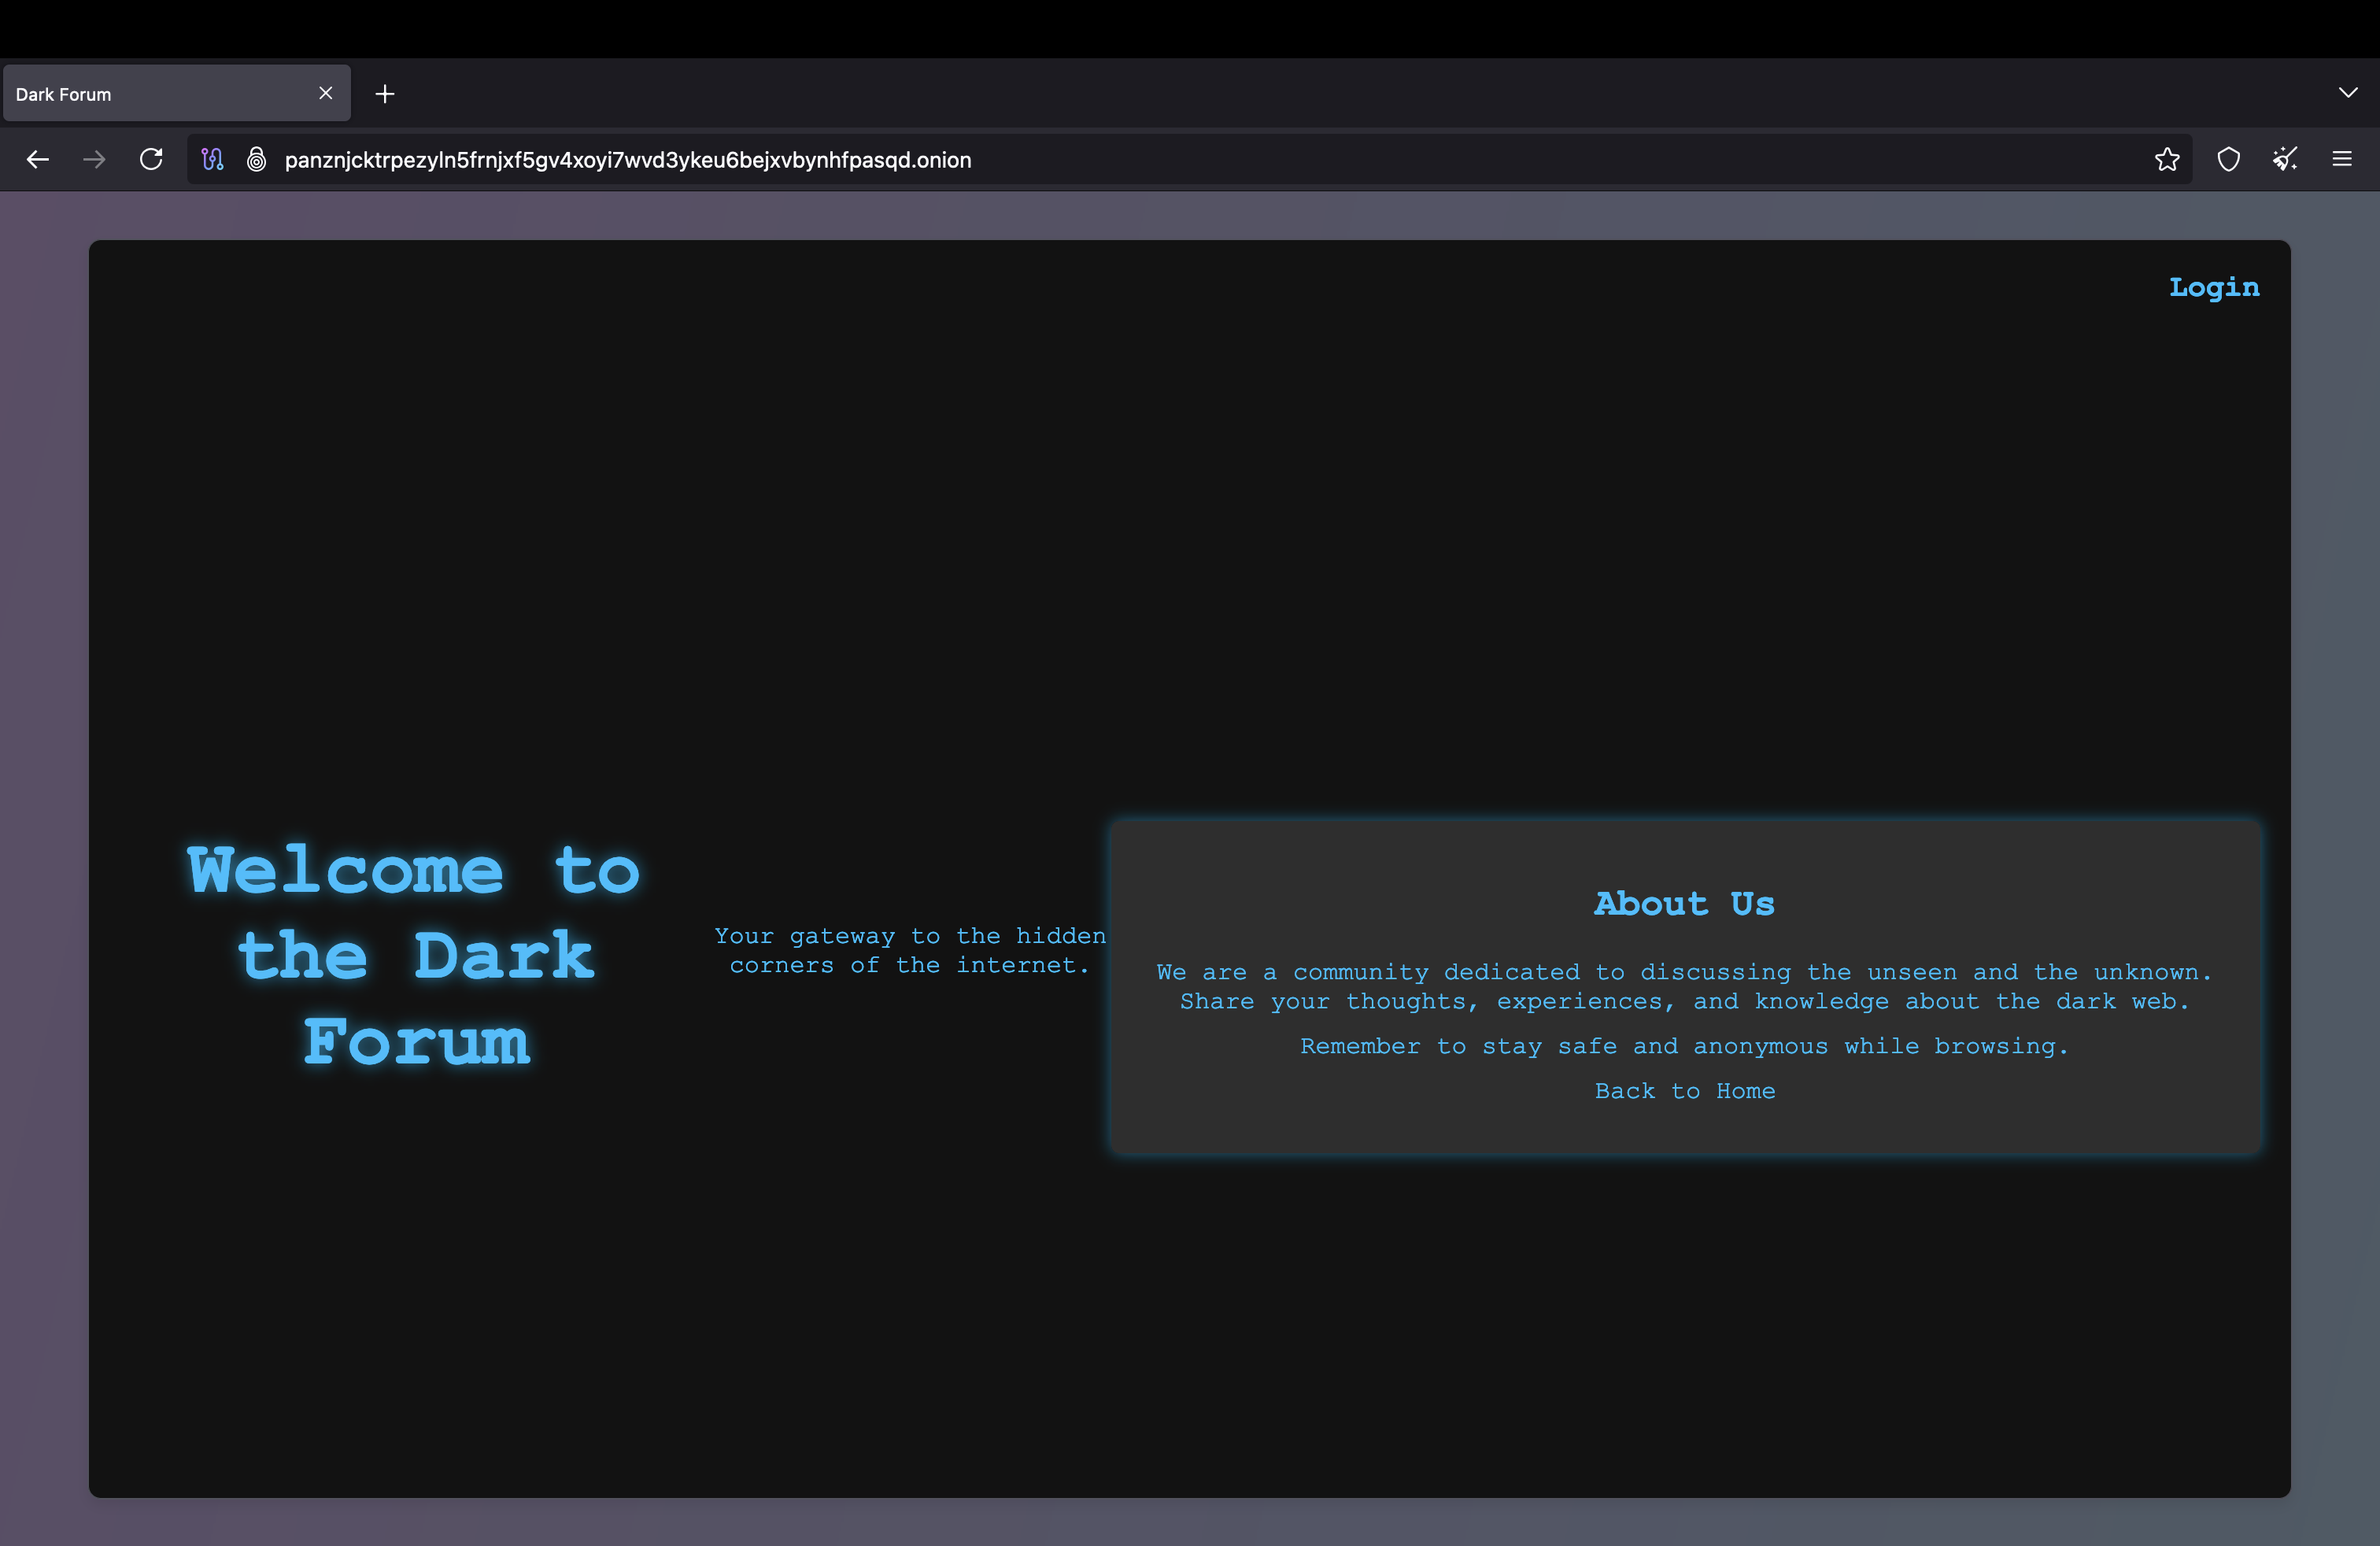 Dark Forum
panznjcktrpezyln5frnjxf5gv4xoyi7wvd3ykeu6bejxvbynhfpasqd.onion
Login
Welcome to
the Dark
Forum
Your gateway to the hidden
corners of the internet.
About Us
We are a community dedicated to discussing the unseen and the unknown.
Share your thoughts, experiences, and knowledge about the dark web.
Remember to stay safe and anonymous while browsing.
Back to Home